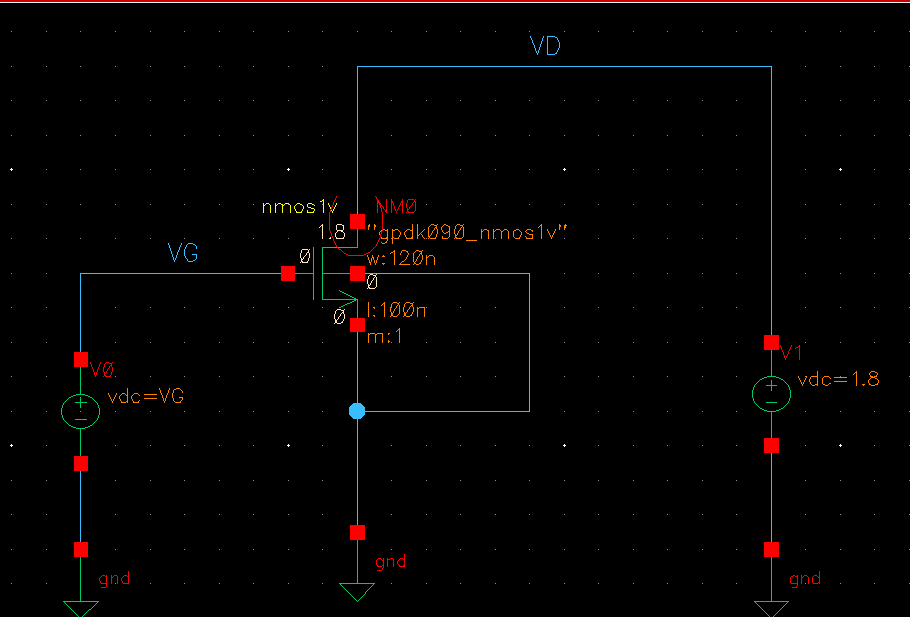 VD
nmos1v NM0
1.8 "gpdk090_nmos1v"
VG 0 w:120n
0
0 l:100n
m:1
V0 V1
vdc=VG vdc=1.8
gnd
gnd gnd